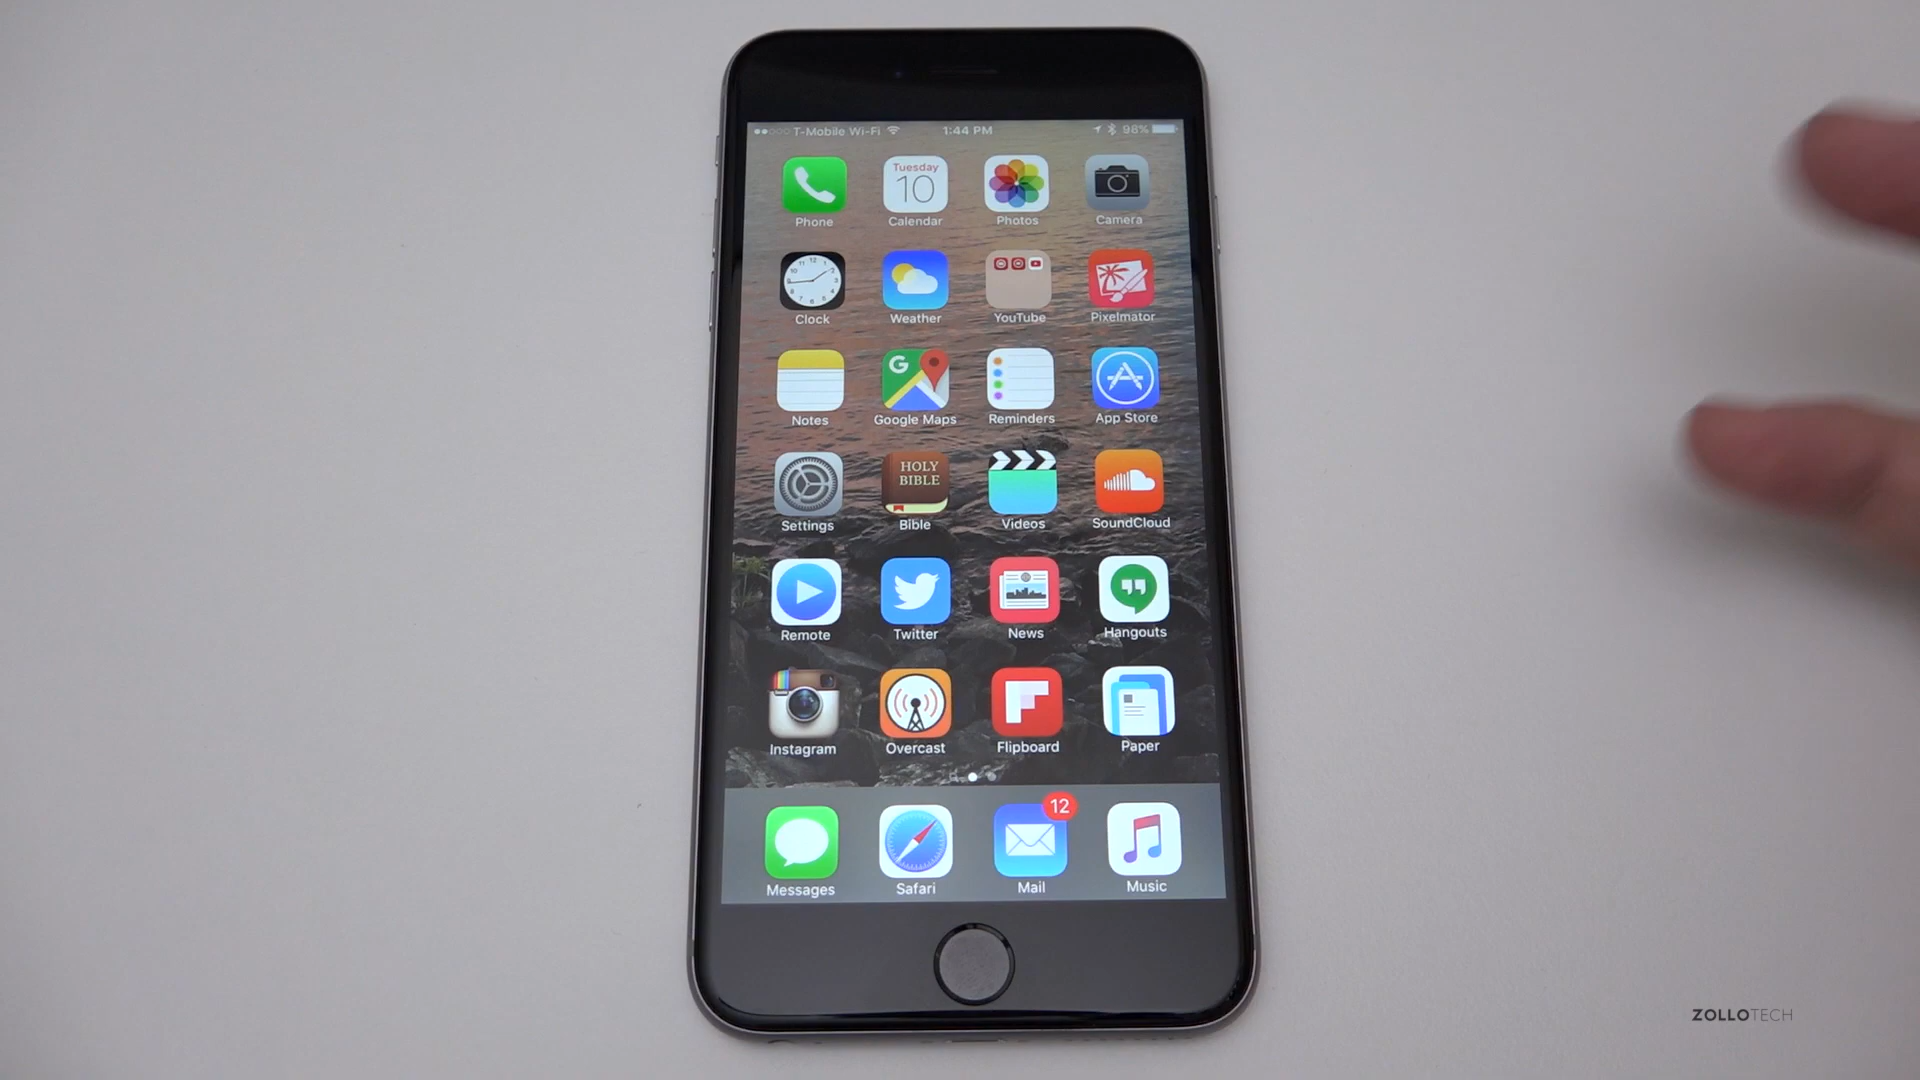 T-Mobile Wi-Fi 1:44 PM 98%
Tuesday
10
Phone Calendar Photos Camera
Clock Weather YouTube Pixelmator
G
Notes Google Maps Reminders App Store
HOLY
BIBLE
Settings Bible Videos SoundCloud
Remote Twitter News Hangouts
Instagram Overcast Flipboard Paper
12
Messages Safari Mail Music
ZOLLOTECH